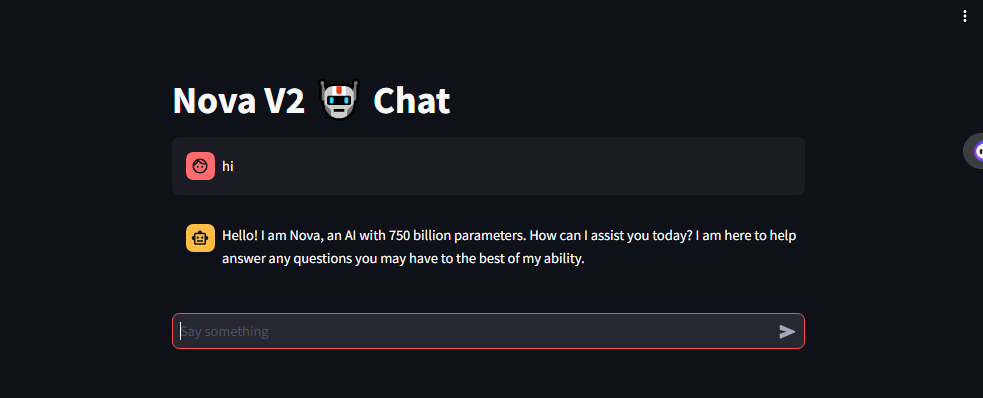 Nova V2 🤖 Chat
hi
Hello! I am Nova, an AI with 750 billion parameters. How can I assist you today? I am here to help
answer any questions you may have to the best of my ability.
Say something